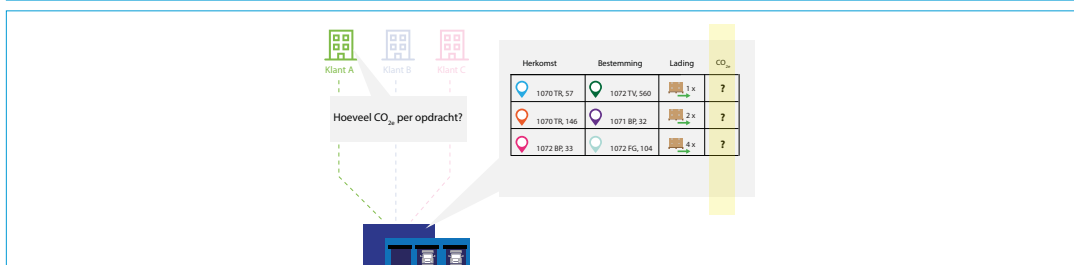 Klant A Klant B Klant C
Hoeveel CO2e per opdracht?
Herkomst Bestemming Lading CO2e
1070 TR, 57 1072 TV, 560 1 x ?
1070 TR, 146 1071 BP, 32 2 x ?
1072 BP, 33 1072 FG, 104 4 x ?